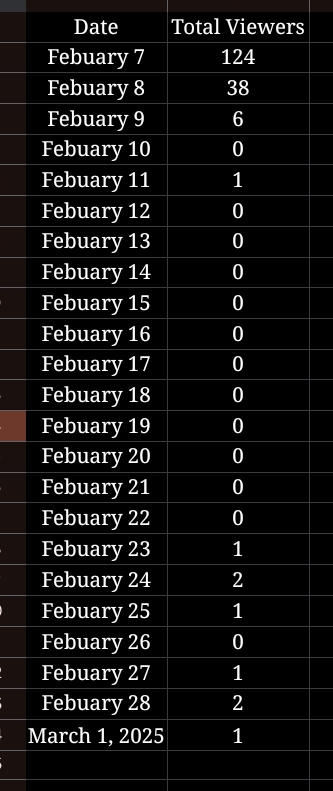 Date Total Viewers
Febuary 7 124
Febuary 8 38
Febuary 9 6
Febuary 10 0
Febuary 11 1
Febuary 12 0
Febuary 13 0
Febuary 14 0
Febuary 15 0
Febuary 16 0
Febuary 17 0
Febuary 18 0
Febuary 19 0
Febuary 20 0
Febuary 21 0
Febuary 22 0
Febuary 23 1
Febuary 24 2
Febuary 25 1
Febuary 26 0
Febuary 27 1
Febuary 28 2
March 1, 2025 1